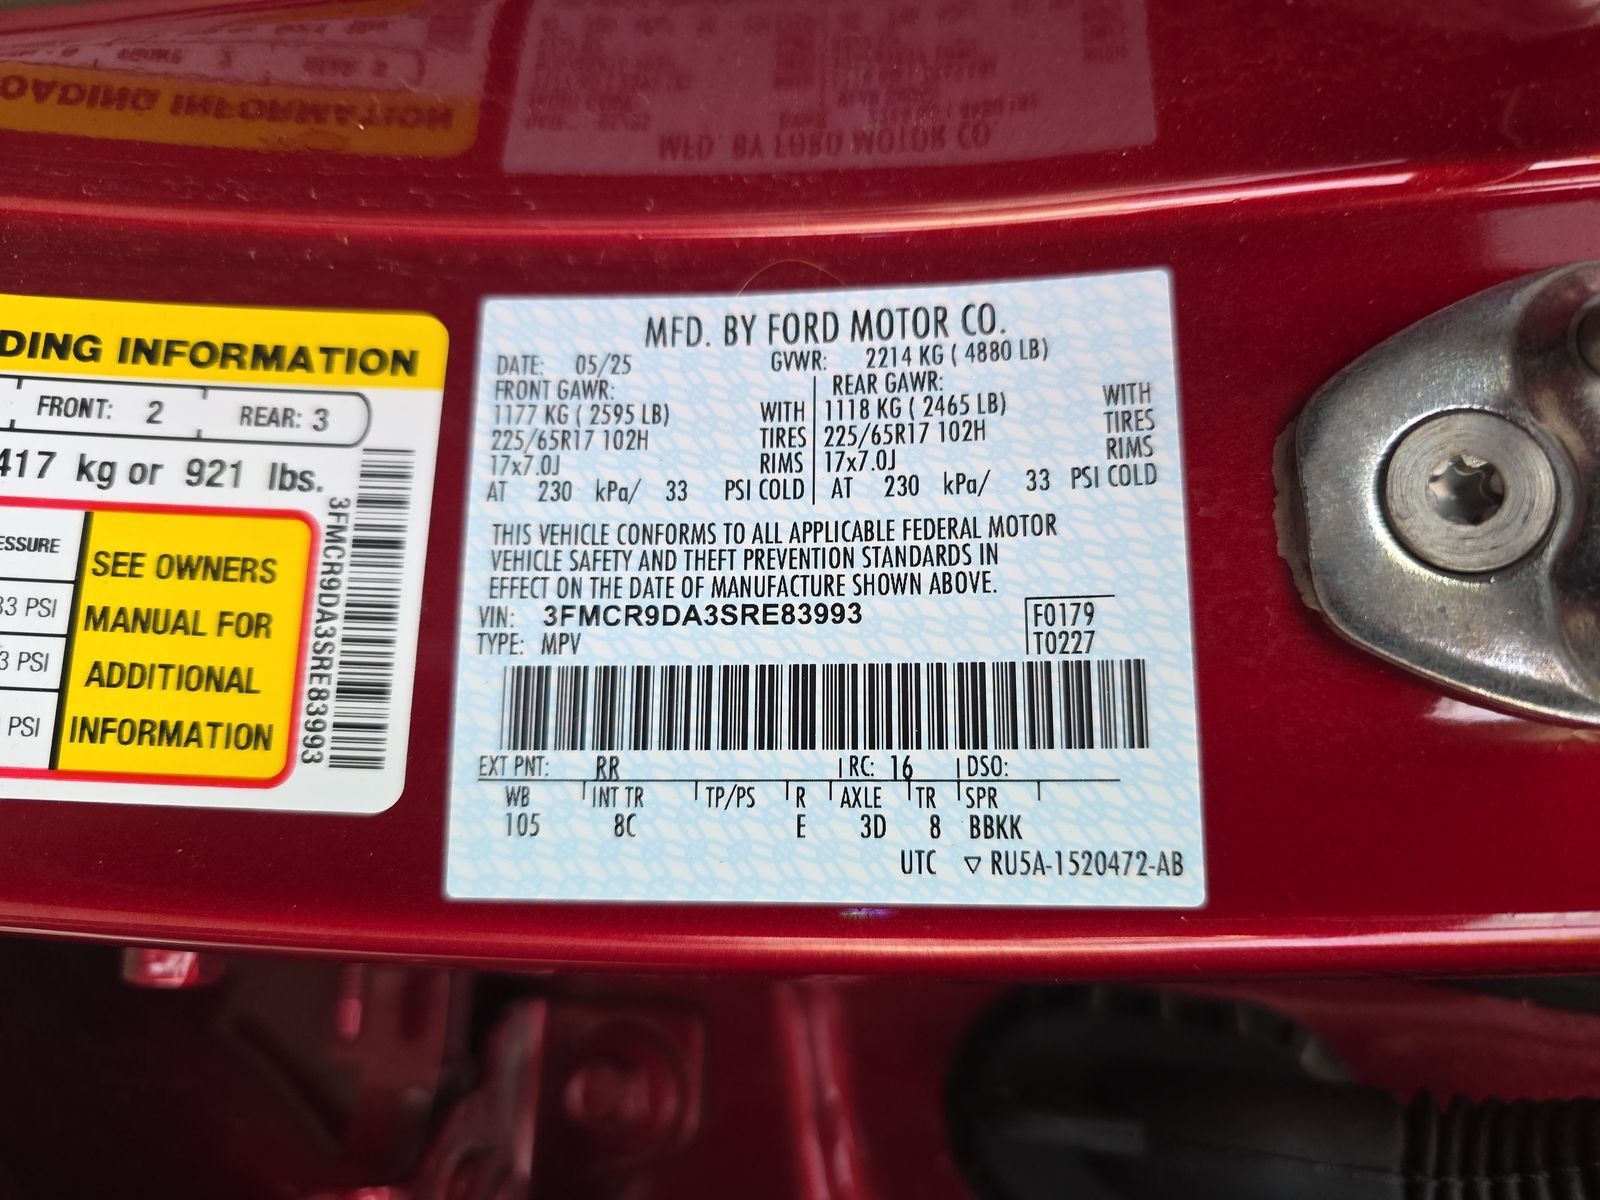 DING INFORMATION
FRONT: 2 REAR: 3
417 kg or 921 lbs.
ESSURE
33 PSI
3 PSI
PSI
SEE OWNERS
MANUAL FOR
ADDITIONAL
INFORMATION
3FMCR9DA3SRE83993
MFD. BY FORD MOTOR CO.
DATE: 05/25 GVWR: 2214 KG ( 4880 LB)
FRONT GAWR: REAR GAWR:
1177 KG ( 2595 LB) WITH 1118 KG ( 2465 LB) WITH
225/65R17 102H TIRES 225/65R17 102H TIRES
17x7.0J RIMS 17x7.0J RIMS
AT 230 kPa/ 33 PSI COLD AT 230 kPa/ 33 PSI COLD
THIS VEHICLE CONFORMS TO ALL APPLICABLE FEDERAL MOTOR
VEHICLE SAFETY AND THEFT PREVENTION STANDARDS IN
EFFECT ON THE DATE OF MANUFACTURE SHOWN ABOVE.
VIN: 3FMCR9DA3SRE83993 F0179
TYPE: MPV T0227
EXT PNT: RR RC: 16 DSO:
WB INT TR TP/PS R AXLE TR SPR
105 8C E 3D 8 BBKK
UTC ▽ RU5A-1520472-AB